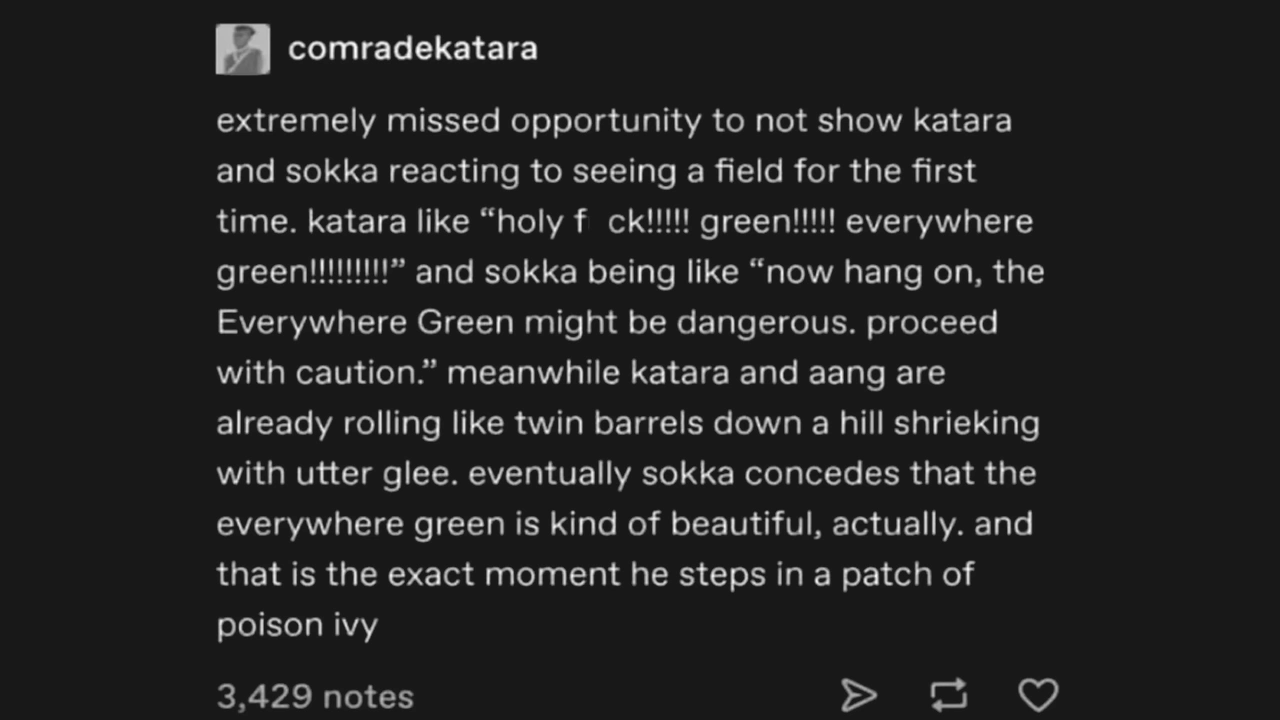 comradekatara
extremely missed opportunity to not show katara
and sokka reacting to seeing a field for the first
time. katara like “holy f ck!!!!! green!!!!! everywhere
green!!!!!!!!!” and sokka being like “now hang on, the
Everywhere Green might be dangerous. proceed
with caution.” meanwhile katara and aang are
already rolling like twin barrels down a hill shrieking
with utter glee. eventually sokka concedes that the
everywhere green is kind of beautiful, actually. and
that is the exact moment he steps in a patch of
poison ivy
3,429 notes